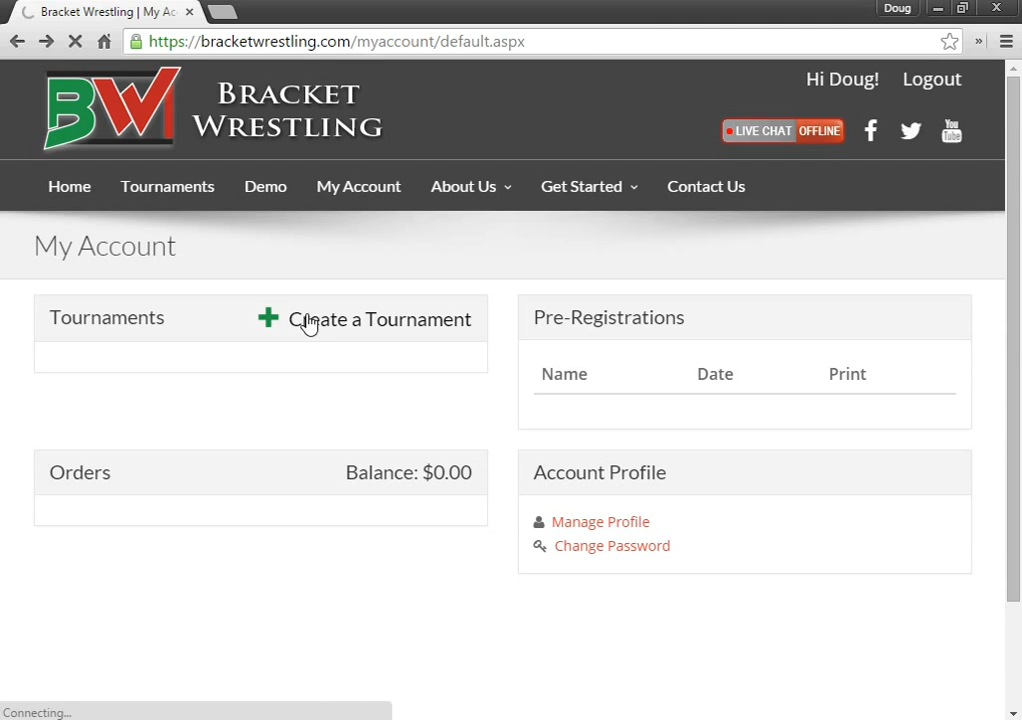 Bracket Wrestling | My Ac
Doug
https://bracketwrestling.com/myaccount/default.aspx
»
BW
BRACKET
WRESTLING
Hi Doug! Logout
LIVE CHAT OFFLINE
You Tube
Home Tournaments Demo My Account About Us Get Started Contact Us
My Account
Tournaments
Create a Tournament
Pre-Registrations
Name Date Print
Orders Balance: $0.00
Account Profile
Manage Profile
Change Password
Connecting...